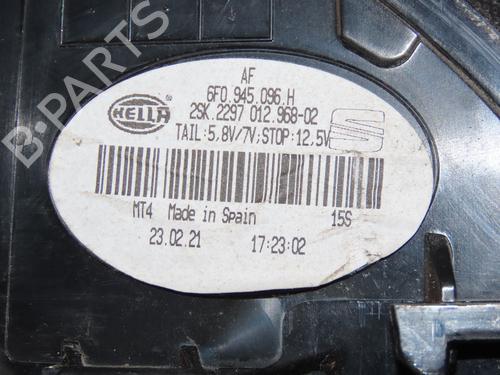 AF
6F0.945.096.H
HELLA
2SK.2297 012.968-02
TAIL:5,8V/7V;STOP:12.5V
MT4 Made in Spain 15S
23.02.21 17:23:02
B-PARTS